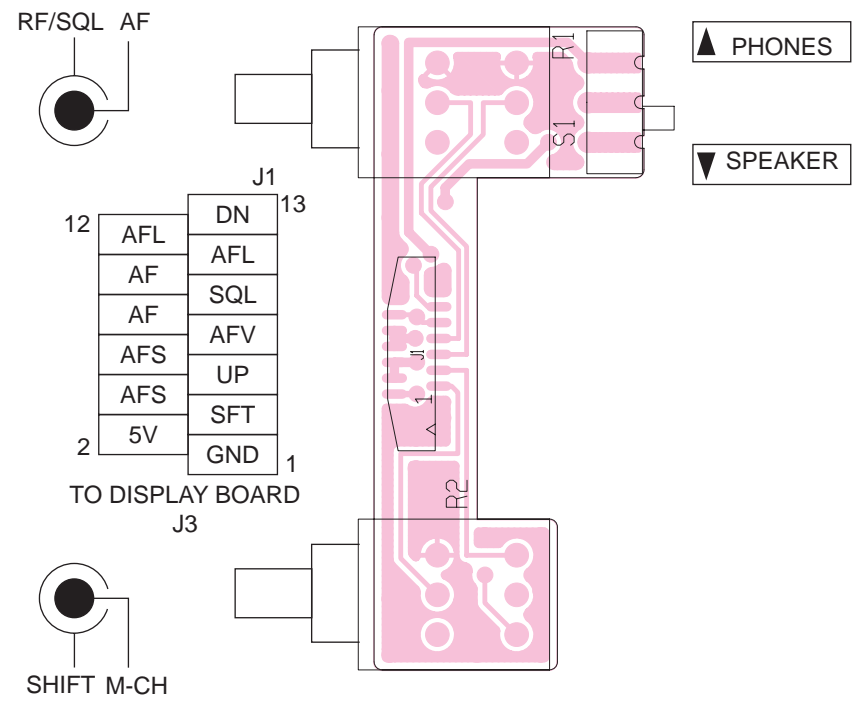 RF/SQL AF
R1
PHONES
S1
SPEAKER
J1
12
13
DN
AFL
AFL
AF
SQL
AF
AFV
AFS
UP
AFS
SFT
5V
GND
2
1
TO DISPLAY BOARD
J3
J1
1
R2
SHIFT M-CH